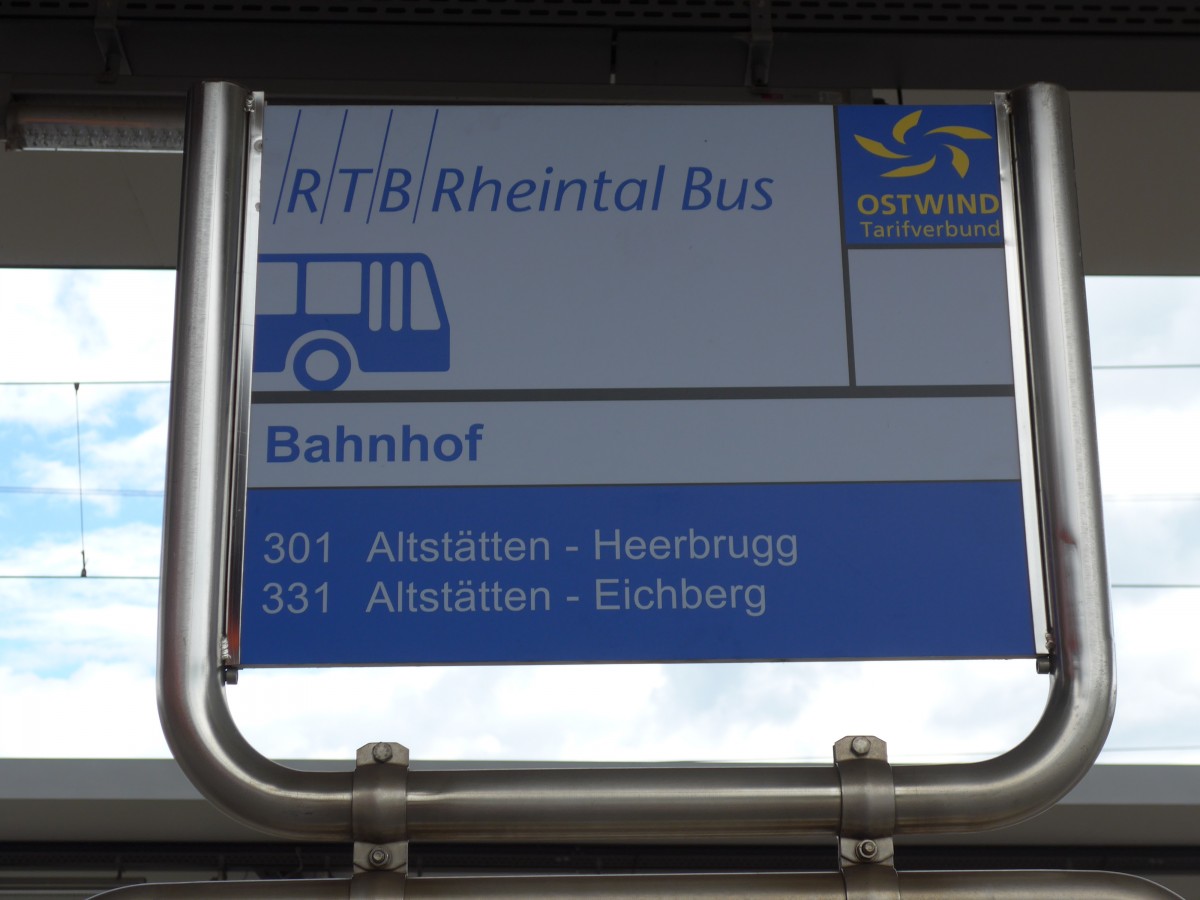 RTB Rheintal Bus
OSTWIND
Tarifverbund
Bahnhof
301 Altstätten - Heerbrugg
331 Altstätten - Eichberg